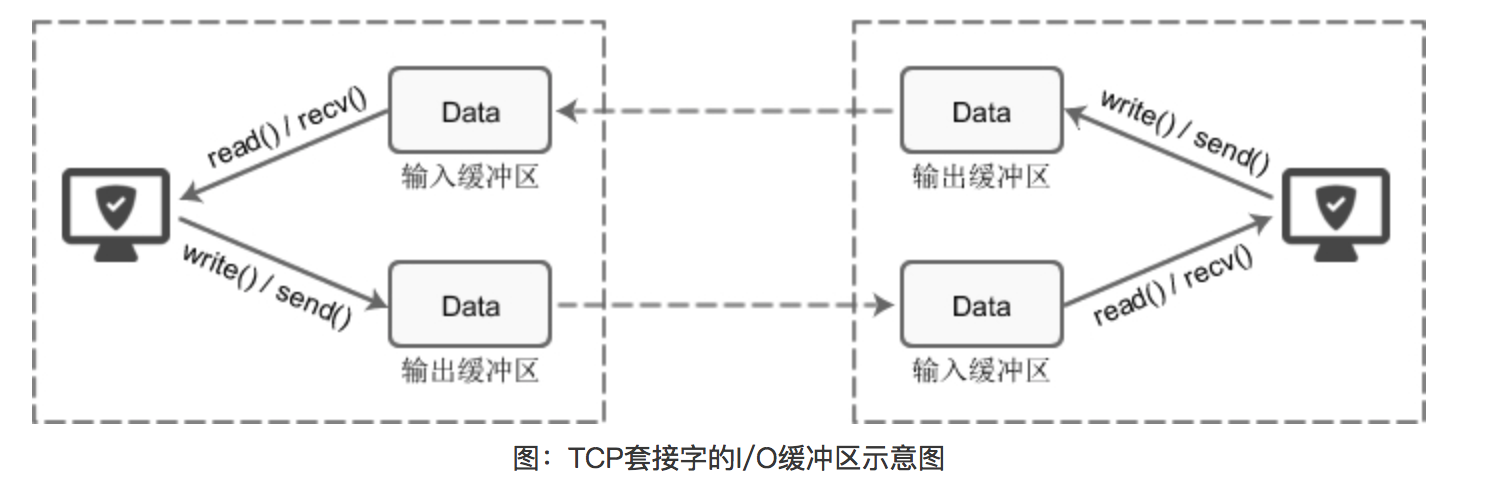 Data
Data
read() / recv()
write() / send()
输入缓冲区
输出缓冲区
write() / send()
read() / recv()
Data
Data
输出缓冲区
输入缓冲区
图：TCP套接字的I/O缓冲区示意图